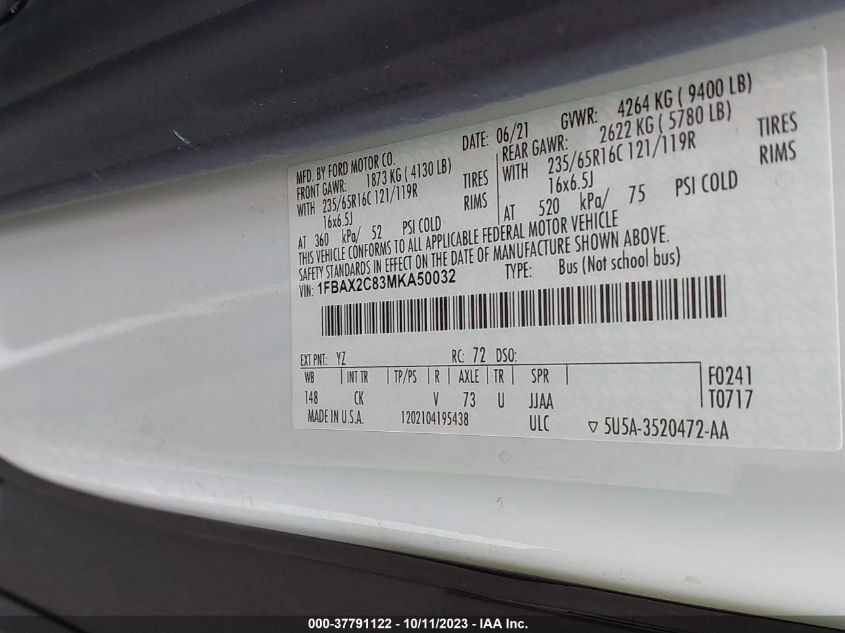 MFD. BY FORD MOTOR CO.
DATE: 06/21
GVWR: 4264 KG ( 9400 LB)
FRONT GAWR: 1873 KG ( 4130 LB)
REAR GAWR: 2622 KG ( 5780 LB)
WITH 235/65R16C 121/119R TIRES
WITH 235/65R16C 121/119R TIRES
16x6.5J RIMS
16x6.5J RIMS
AT 360 kPa/ 52 PSI COLD
AT 520 kPa/ 75 PSI COLD
THIS VEHICLE CONFORMS TO ALL APPLICABLE FEDERAL MOTOR VEHICLE
SAFETY STANDARDS IN EFFECT ON THE DATE OF MANUFACTURE SHOWN ABOVE.
VIN: 1FBAX2C83MKA50032
TYPE: Bus (Not school bus)
EXT PNT: YZ RC: 72 DSO:
WB INT TR TP/PS R AXLE TR SPR
148 CK V 73 U JJAA
F0241
T0717
MADE IN U.S.A. 1202104195438 ULC ▽ 5U5A-3520472-AA
000-37791122 - 10/11/2023 - IAA Inc.